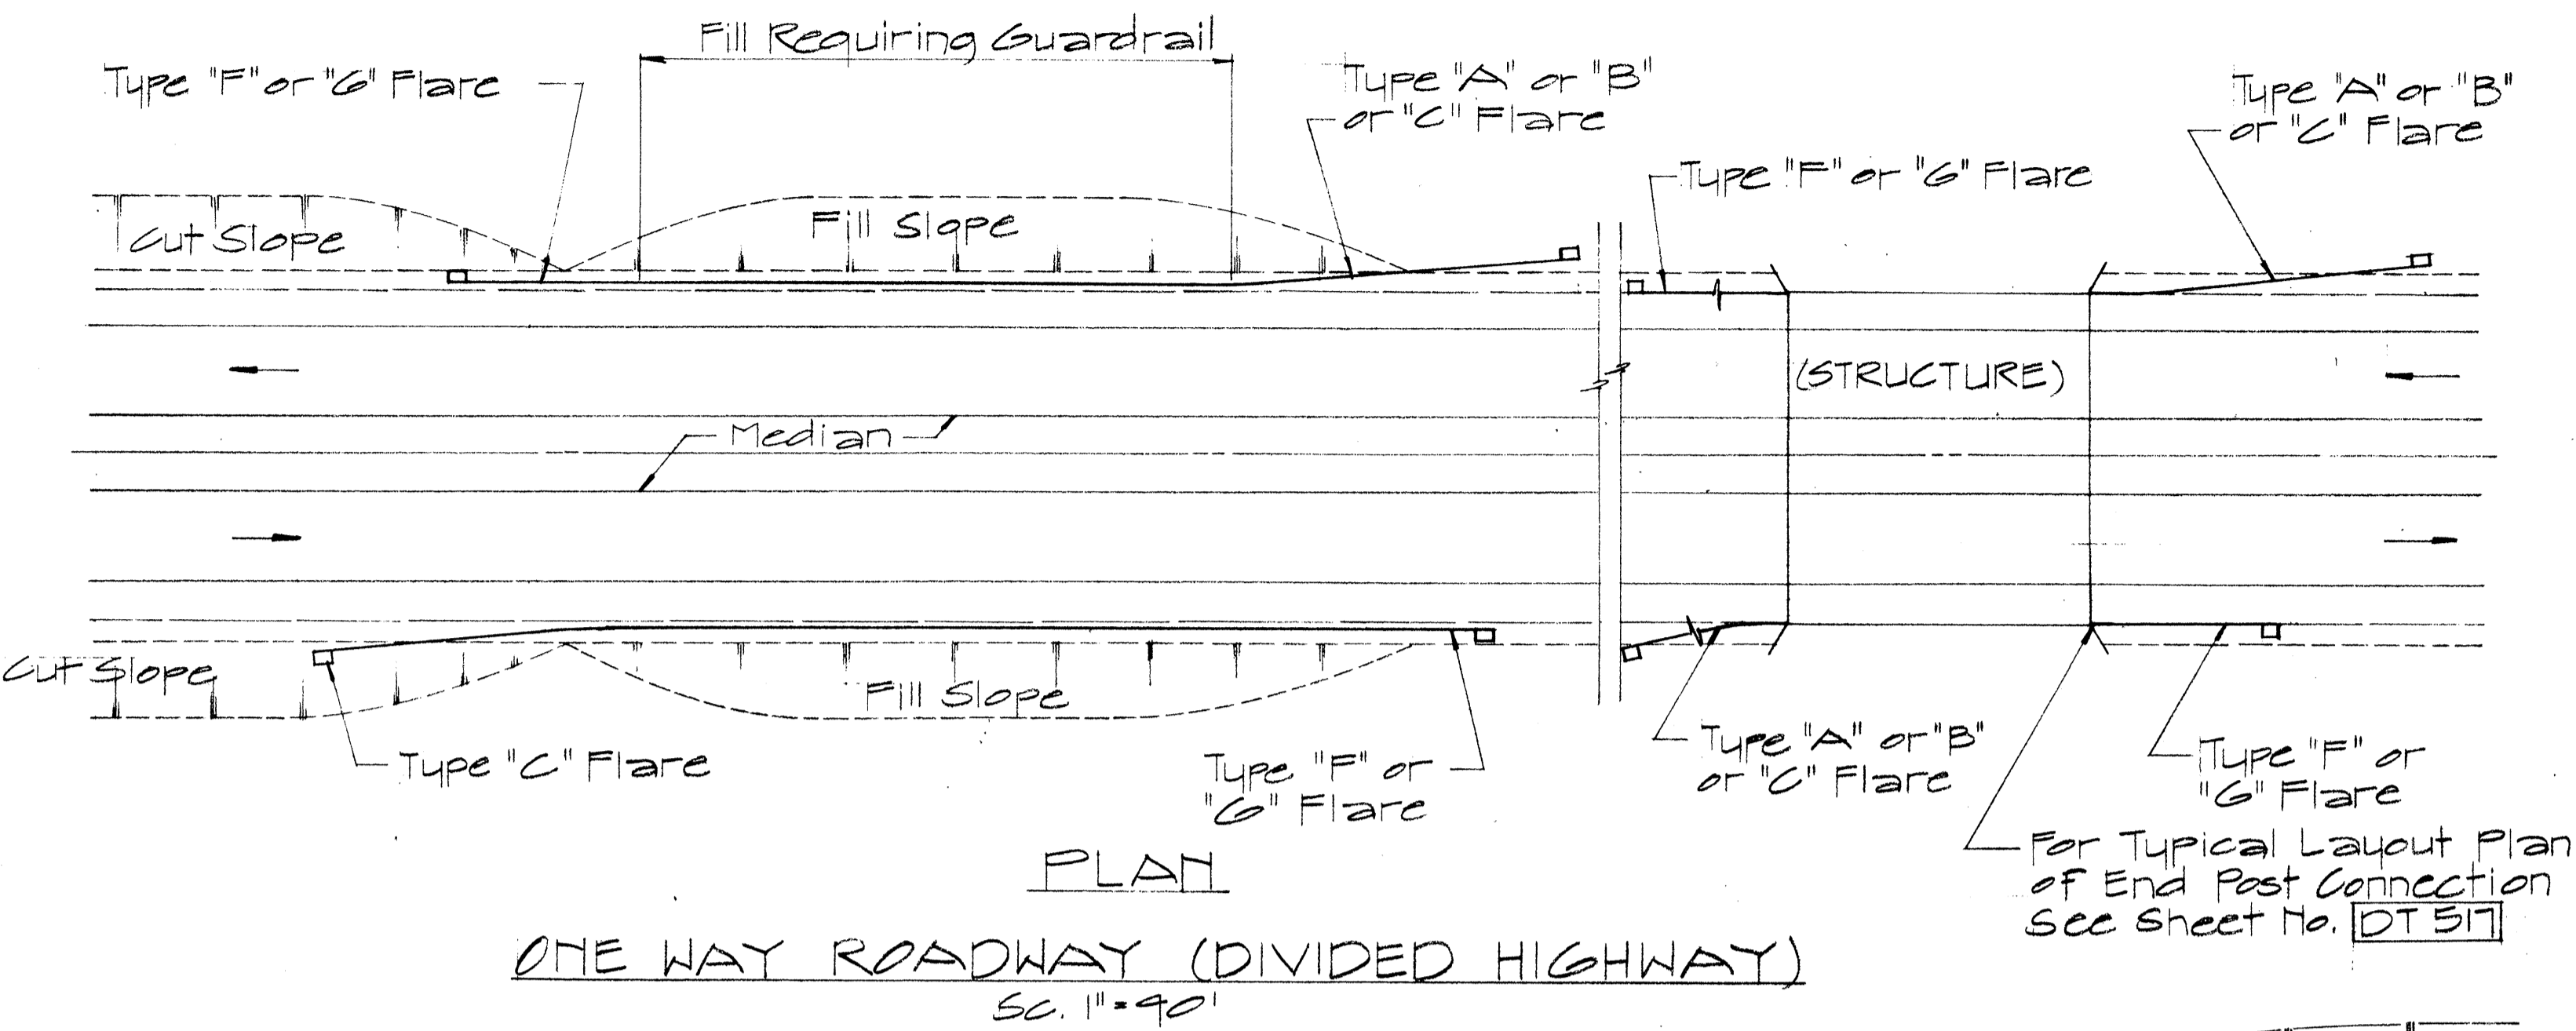 Fill Requiring Guardrail
Type "F" or "G" Flare
Type "A" or "B"
or "C" Flare
Type "A" or "B"
or "C" Flare
Type "F" or "G" Flare
Cut Slope
Fill Slope
(STRUCTURE)
Median
Cut Slope
Fill Slope
Type "C" Flare
Type "F" or
"G" Flare
Type "A" or "B"
or "C" Flare
Type "F" or
"G" Flare
For Typical Layout Plan
of End Post Connection
See Sheet No. DT 517
PLAN
ONE WAY ROADWAY (DIVIDED HIGHWAY)
Sc. 1"=40'